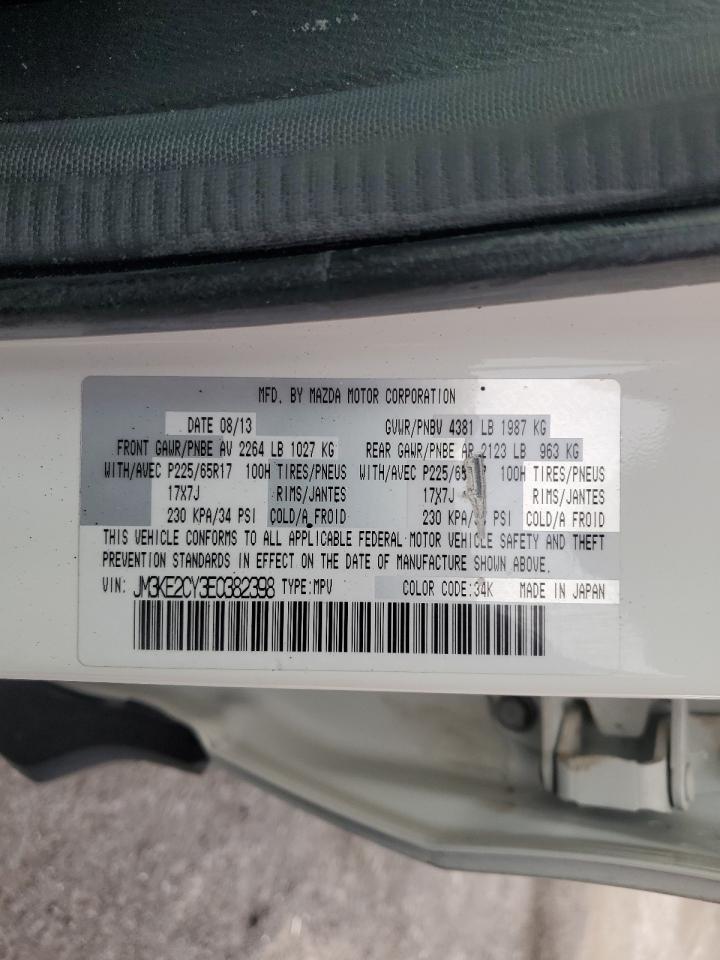 MFD. BY MAZDA MOTOR CORPORATION
DATE 08/13 GVWR/PNBV 4381 LB 1987 KG
FRONT GAWR/PNBE AV 2264 LB 1027 KG REAR GAWR/PNBE AR 2123 LB 963 KG
WITH/AVEC P225/65R17 100H TIRES/PNEUS WITH/AVEC 100H TIRES/PNEUS
17X7J RIMS/JANTES 17X7J RIMS/JANTES
230 KPA/34 PSI COLD/A FROID 230 PSI COLD/A FROID
THIS VEHICLE CONFORMS TO ALL APPLICABLE FEDERAL MOTOR VEHICLE SAFETY AND THEFT
PREVENTION STANDARDS IN EFFECT ON THE DATE OF MANUFACTURE SHOWN ABOVE.
VIN: JM3KE2CY3E0382398 TYPE: MPV COLOR CODE: 34K MADE IN JAPAN